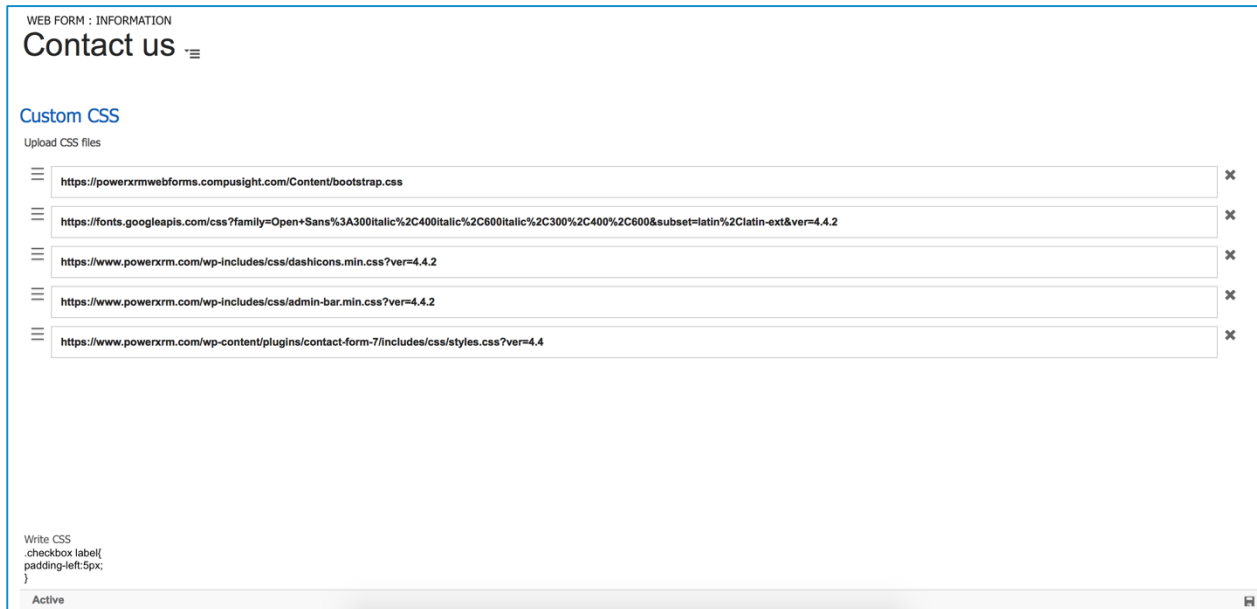 WEB FORM : INFORMATION
Contact us
Custom CSS
Upload CSS files
https://powerxrmwebforms.compusight.com/Content/bootstrap.css
https://fonts.googleapis.com/css?family=Open+Sans%3A300italic%2C400italic%2C600italic%2C300%2C400%2C600&subset=latin%2Clatin-ext&ver=4.4.2
https://www.powerxrm.com/wp-includes/css/dashicons.min.css?ver=4.4.2
https://www.powerxrm.com/wp-includes/css/admin-bar.min.css?ver=4.4.2
https://www.powerxrm.com/wp-content/plugins/contact-form-7/includes/css/styles.css?ver=4.4
Write CSS
.checkbox label{
padding-left:5px;
}
Active